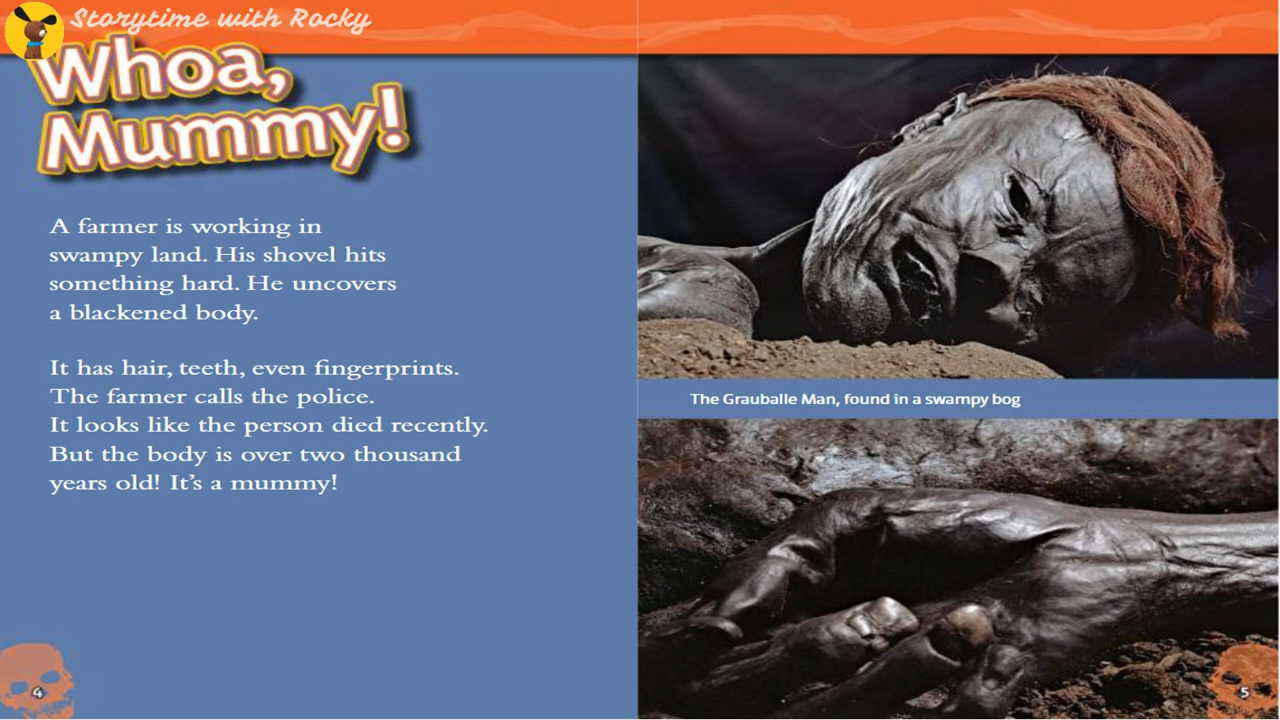 Storytime with Rocky
Whoa,
Mummy!
A farmer is working in
swampy land. His shovel hits
something hard. He uncovers
a blackened body.
It has hair, teeth, even fingerprints.
The farmer calls the police.
It looks like the person died recently.
But the body is over two thousand
years old! It’s a mummy!
4
The Grauballe Man, found in a swampy bog
5